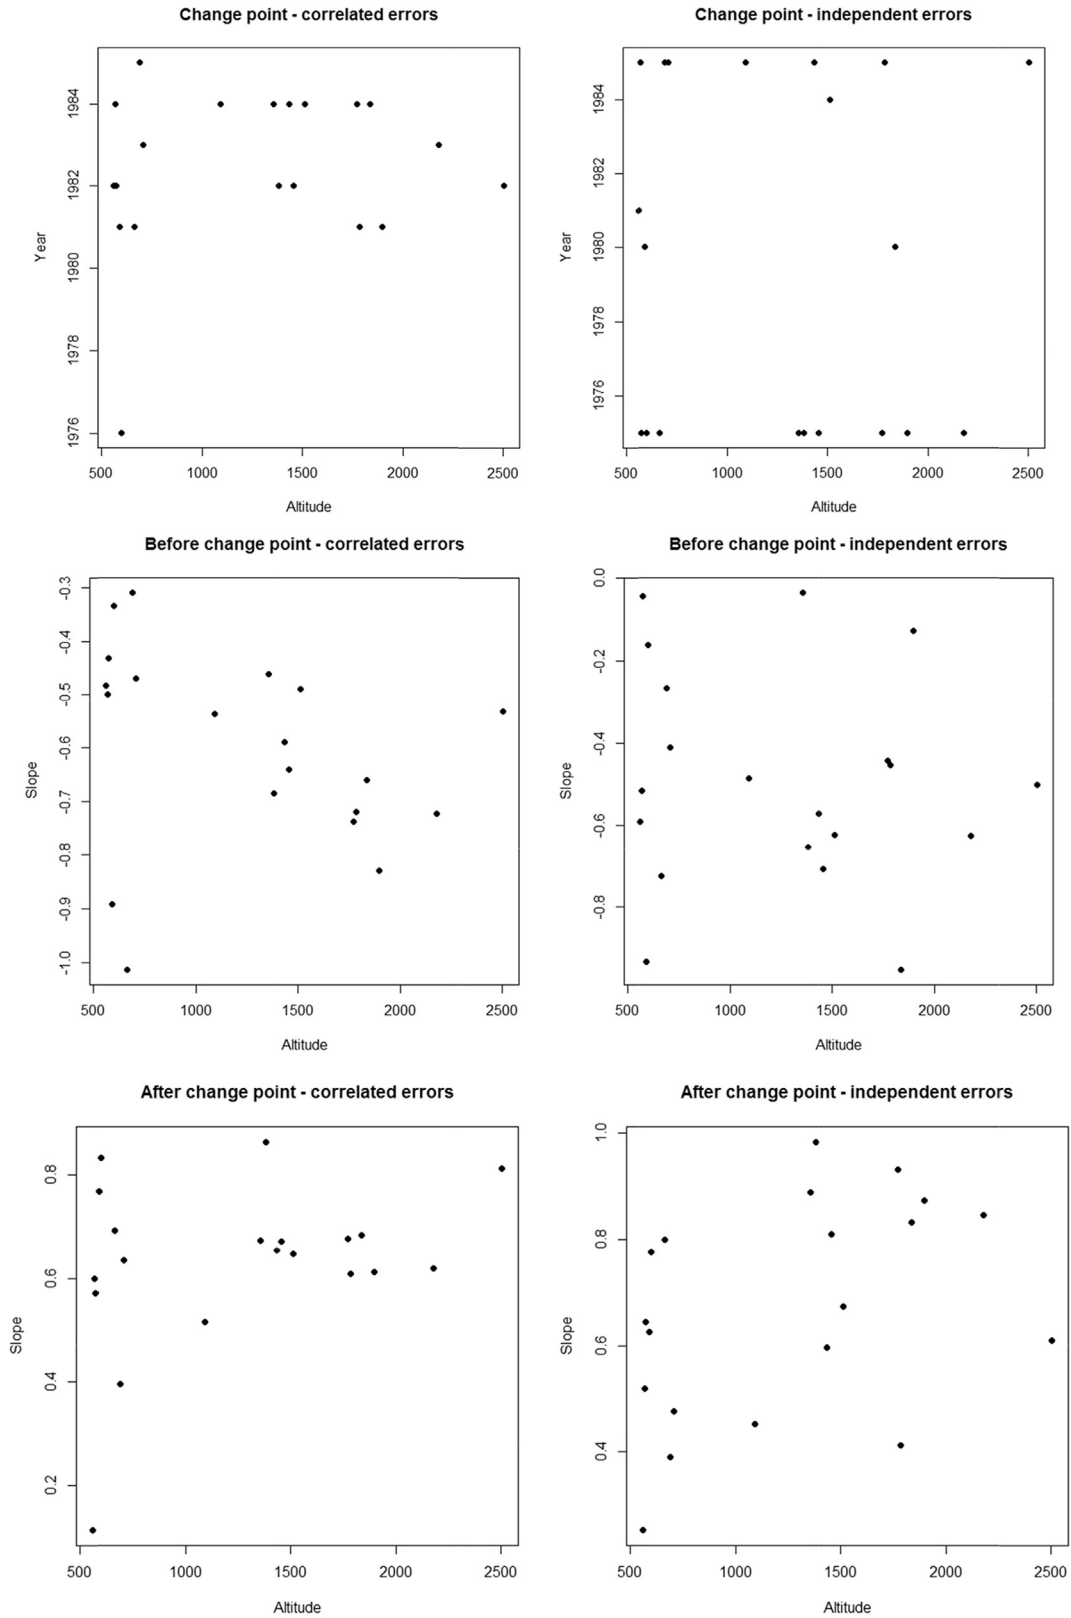 Change point - correlated errors
Change point - independent errors
Year
1984
1982
1980
1978
1976
500 1000 1500 2000 2500
Altitude
Year
1984
1982
1980
1978
1976
500 1000 1500 2000 2500
Altitude
Before change point - correlated errors
Before change point - independent errors
Slope
-0.3
-0.4
-0.5
-0.6
-0.7
-0.8
-0.9
-1.0
500 1000 1500 2000 2500
Altitude
Slope
0.0
-0.2
-0.4
-0.6
-0.8
500 1000 1500 2000 2500
Altitude
After change point - correlated errors
After change point - independent errors
Slope
0.8
0.6
0.4
0.2
500 1000 1500 2000 2500
Altitude
Slope
1.0
0.8
0.6
0.4
500 1000 1500 2000 2500
Altitude